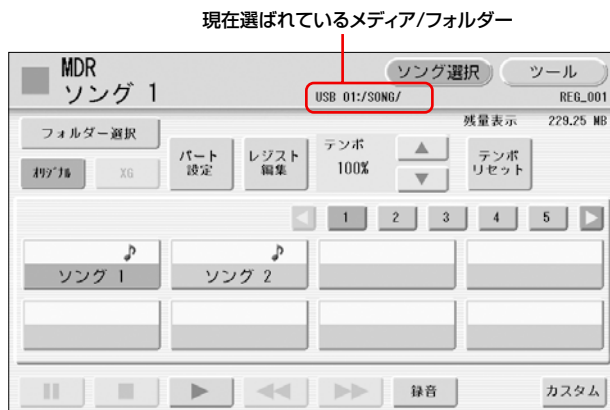 現在選ばれているメディア/フォルダー
MDR
ソング 1
ソング選択
ツール
USB 01:/SONG/
REG_001
残量表示 229.25 MB
フォルダー選択
オリジナル
XG
パート
設定
レジスト
編集
テンポ
100%
テンポ
リセット
1 2 3 4 5
ソング 1
ソング 2
録音
カスタム